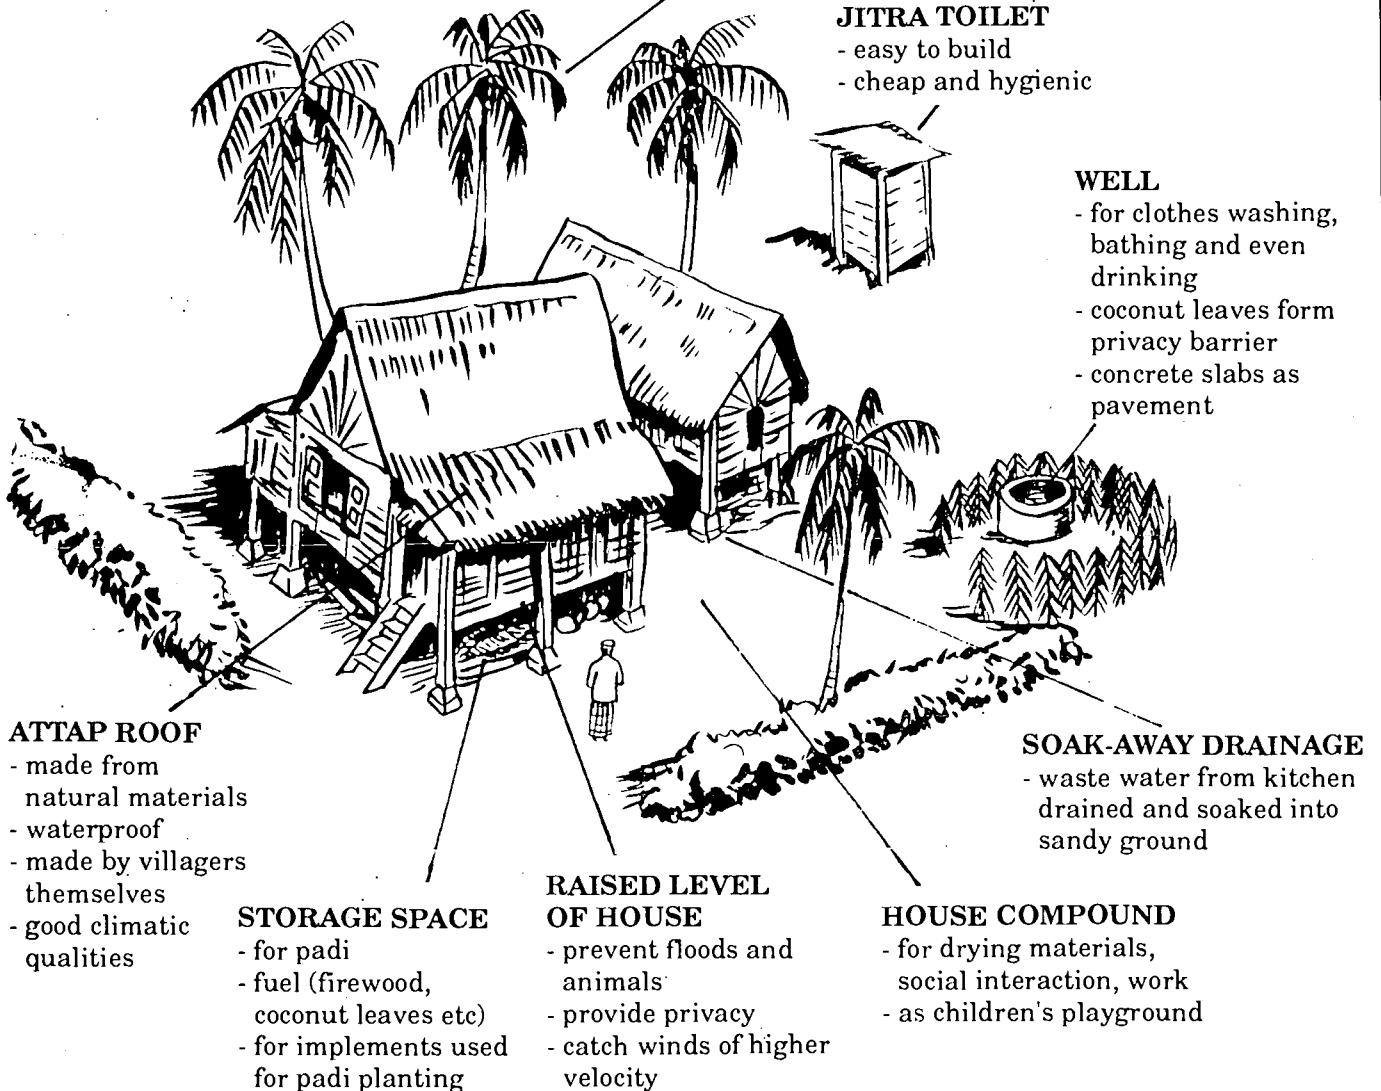 JITRA TOILET
- easy to build
- cheap and hygienic
WELL
- for clothes washing,
bathing and even
drinking
- coconut leaves form
privacy barrier
- concrete slabs as
pavement
ATTAP ROOF
- made from
natural materials
- waterproof
- made by villagers
themselves
- good climatic
qualities
STORAGE SPACE
- for padi
- fuel (firewood,
coconut leaves etc)
- for implements used
for padi planting
RAISED LEVEL
OF HOUSE
- prevent floods and
animals
- provide privacy
- catch winds of higher
velocity
HOUSE COMPOUND
- for drying materials,
social interaction, work
- as children's playground
SOAK-AWAY DRAINAGE
- waste water from kitchen
drained and soaked into
sandy ground